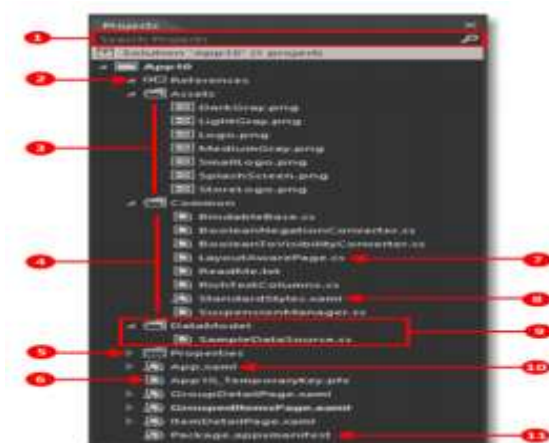 Projects
1
Search Projects
Solution 'App10' (1 project)
App10
2
References
Assets
DarkGray.png
LightGray.png
3
Logo.png
MediumGray.png
SmallLogo.png
SplashScreen.png
StoreLogo.png
Common
BindableBase.cs
BooleanNegationConverter.cs
BooleanToVisibilityConverter.cs
4
LayoutAwarePage.cs
7
ReadMe.txt
RichTextColumns.cs
StandardStyles.xaml
8
SuspensionManager.cs
DataModel
9
SampleDataSource.cs
5
Properties
App.xaml
10
6
App10_TemporaryKey.pfx
GroupDetailPage.xaml
GroupedItemsPage.xaml
ItemDetailPage.xaml
Package.appxmanifest
11